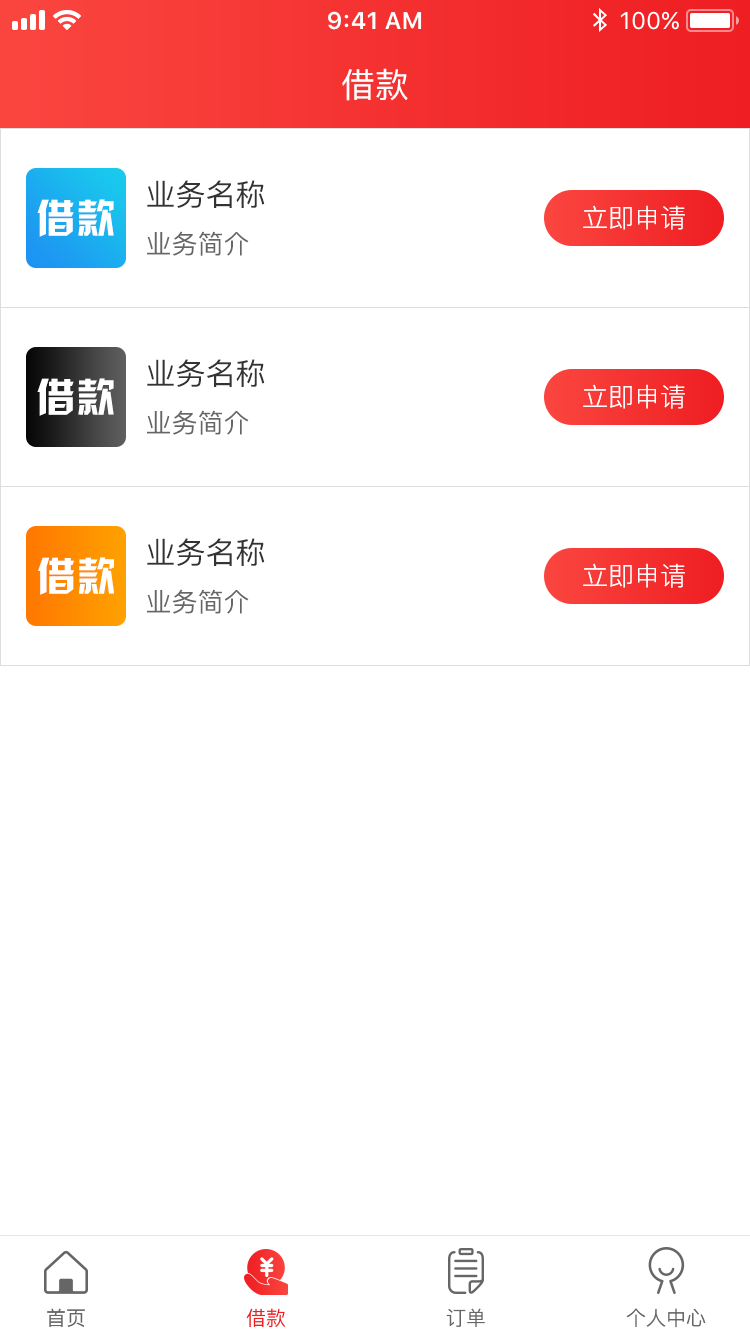 9:41 AM
100%
借款
借款
业务名称
业务简介
立即申请
借款
业务名称
业务简介
立即申请
借款
业务名称
业务简介
立即申请
¥
首页
借款
订单
个人中心